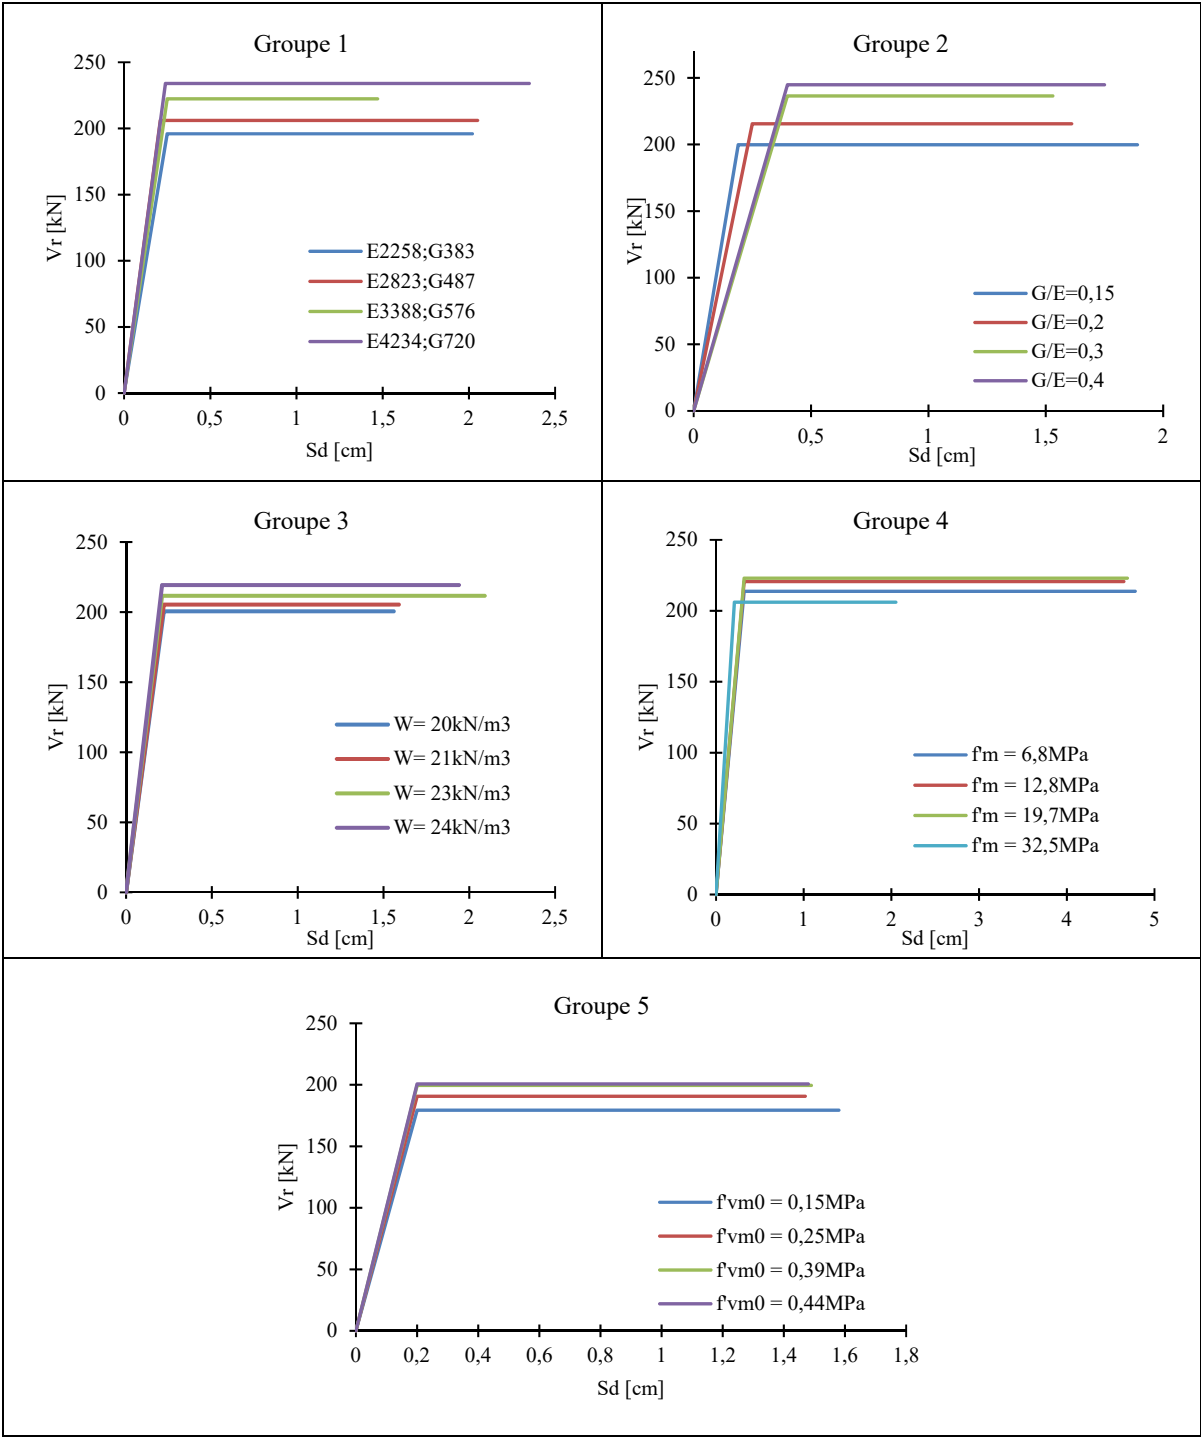 Groupe 1
250
200
150
100
50
0
Vr [kN]
E2258;G383
E2823;G487
E3388;G576
E4234;G720
0 0,5 1 1,5 2 2,5
Sd [cm]
Groupe 2
250
200
150
100
50
0
Vr [kN]
G/E=0,15
G/E=0,2
G/E=0,3
G/E=0,4
0 0,5 1 1,5 2
Sd [cm]
Groupe 3
250
200
150
100
50
0
Vr [kN]
W= 20kN/m3
W= 21kN/m3
W= 23kN/m3
W= 24kN/m3
0 0,5 1 1,5 2 2,5
Sd [cm]
Groupe 4
250
200
150
100
50
0
Vr [kN]
f'm = 6,8MPa
f'm = 12,8MPa
f'm = 19,7MPa
f'm = 32,5MPa
0 1 2 3 4 5
Sd [cm]
Groupe 5
250
200
150
100
50
0
Vr [kN]
f'vm0 = 0,15MPa
f'vm0 = 0,25MPa
f'vm0 = 0,39MPa
f'vm0 = 0,44MPa
0 0,2 0,4 0,6 0,8 1 1,2 1,4 1,6 1,8
Sd [cm]